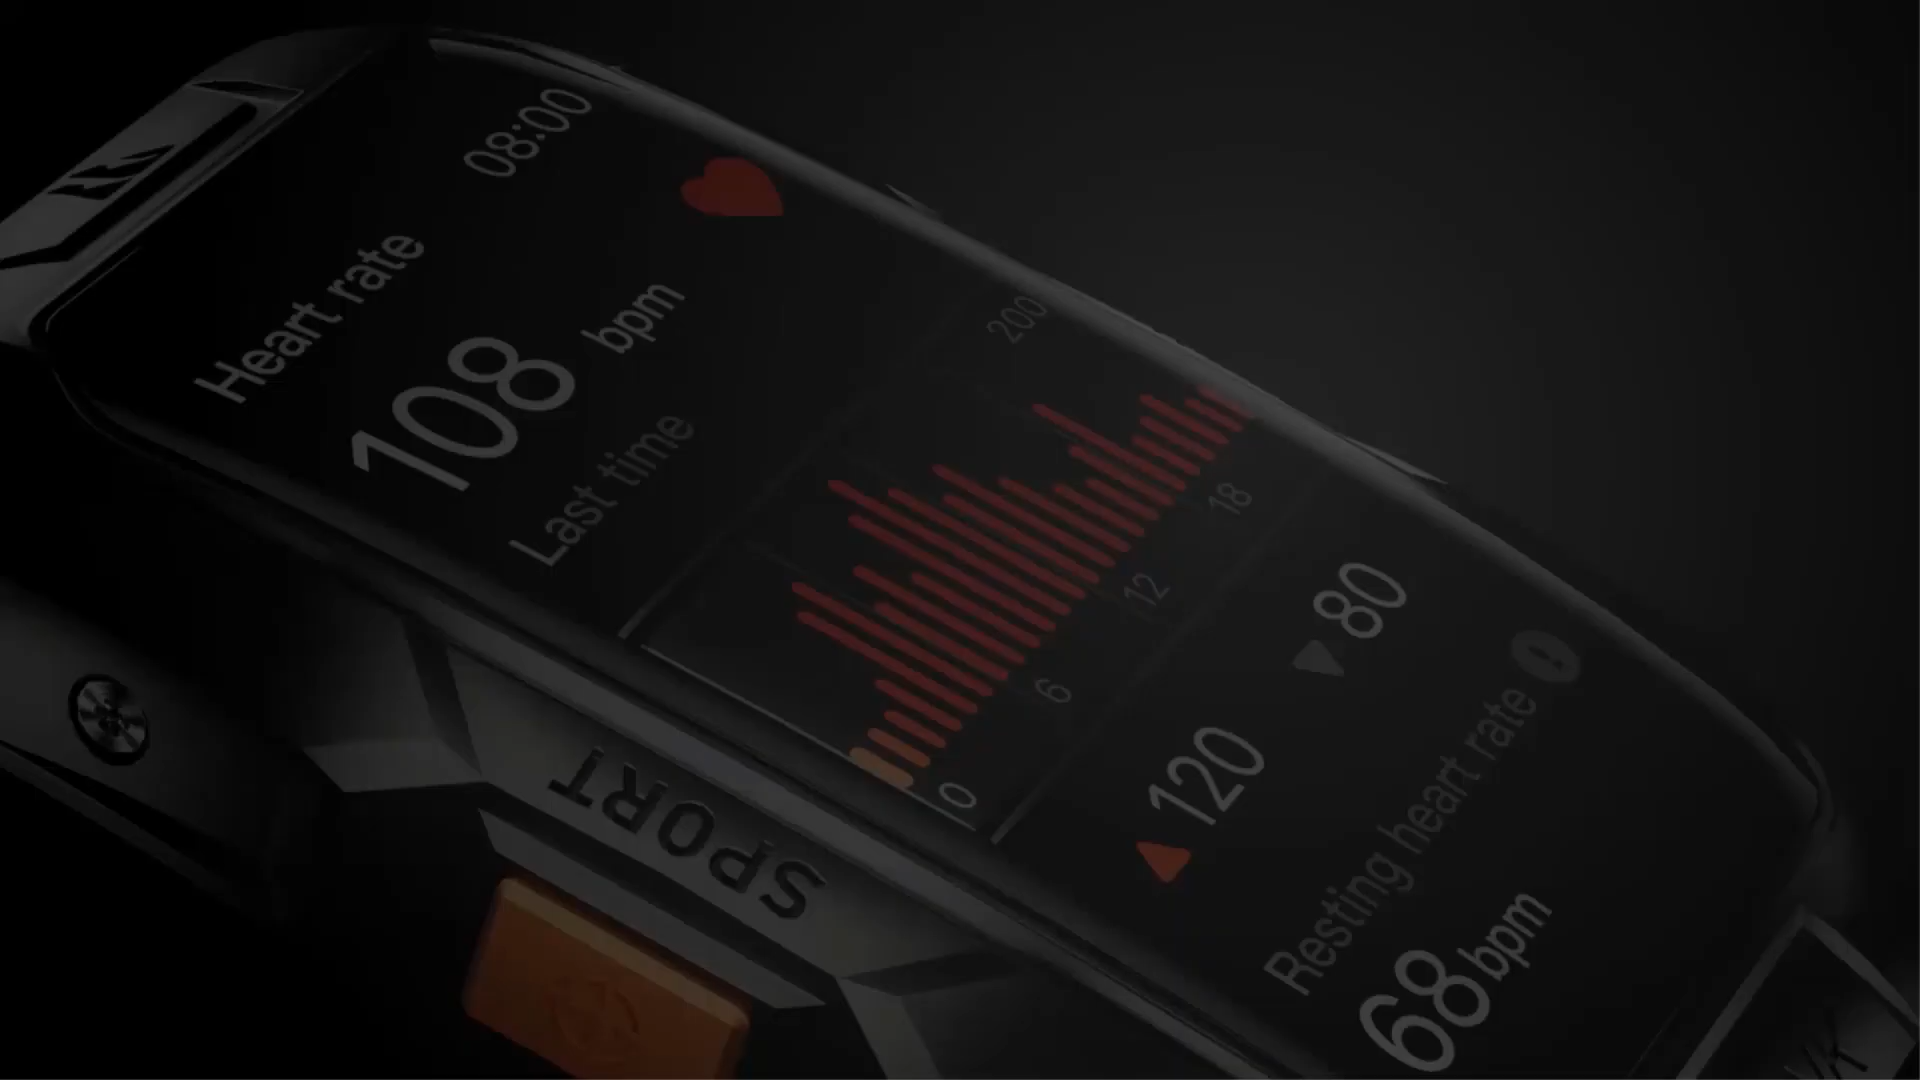 08:00
Heart rate
108 bpm
Last time
200
0 6 12 18
120 80
Resting heart rate
68bpm
SPORT